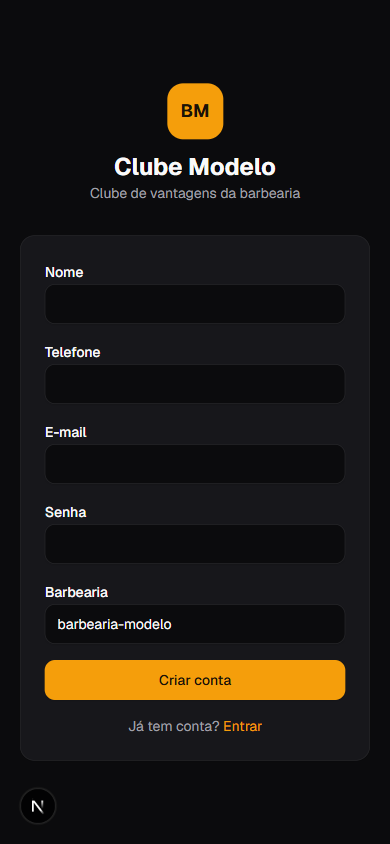 BM
Clube Modelo
Clube de vantagens da barbearia
Nome
Telefone
E-mail
Senha
Barbearia
barbearia-modelo
Criar conta
Já tem conta? Entrar
N